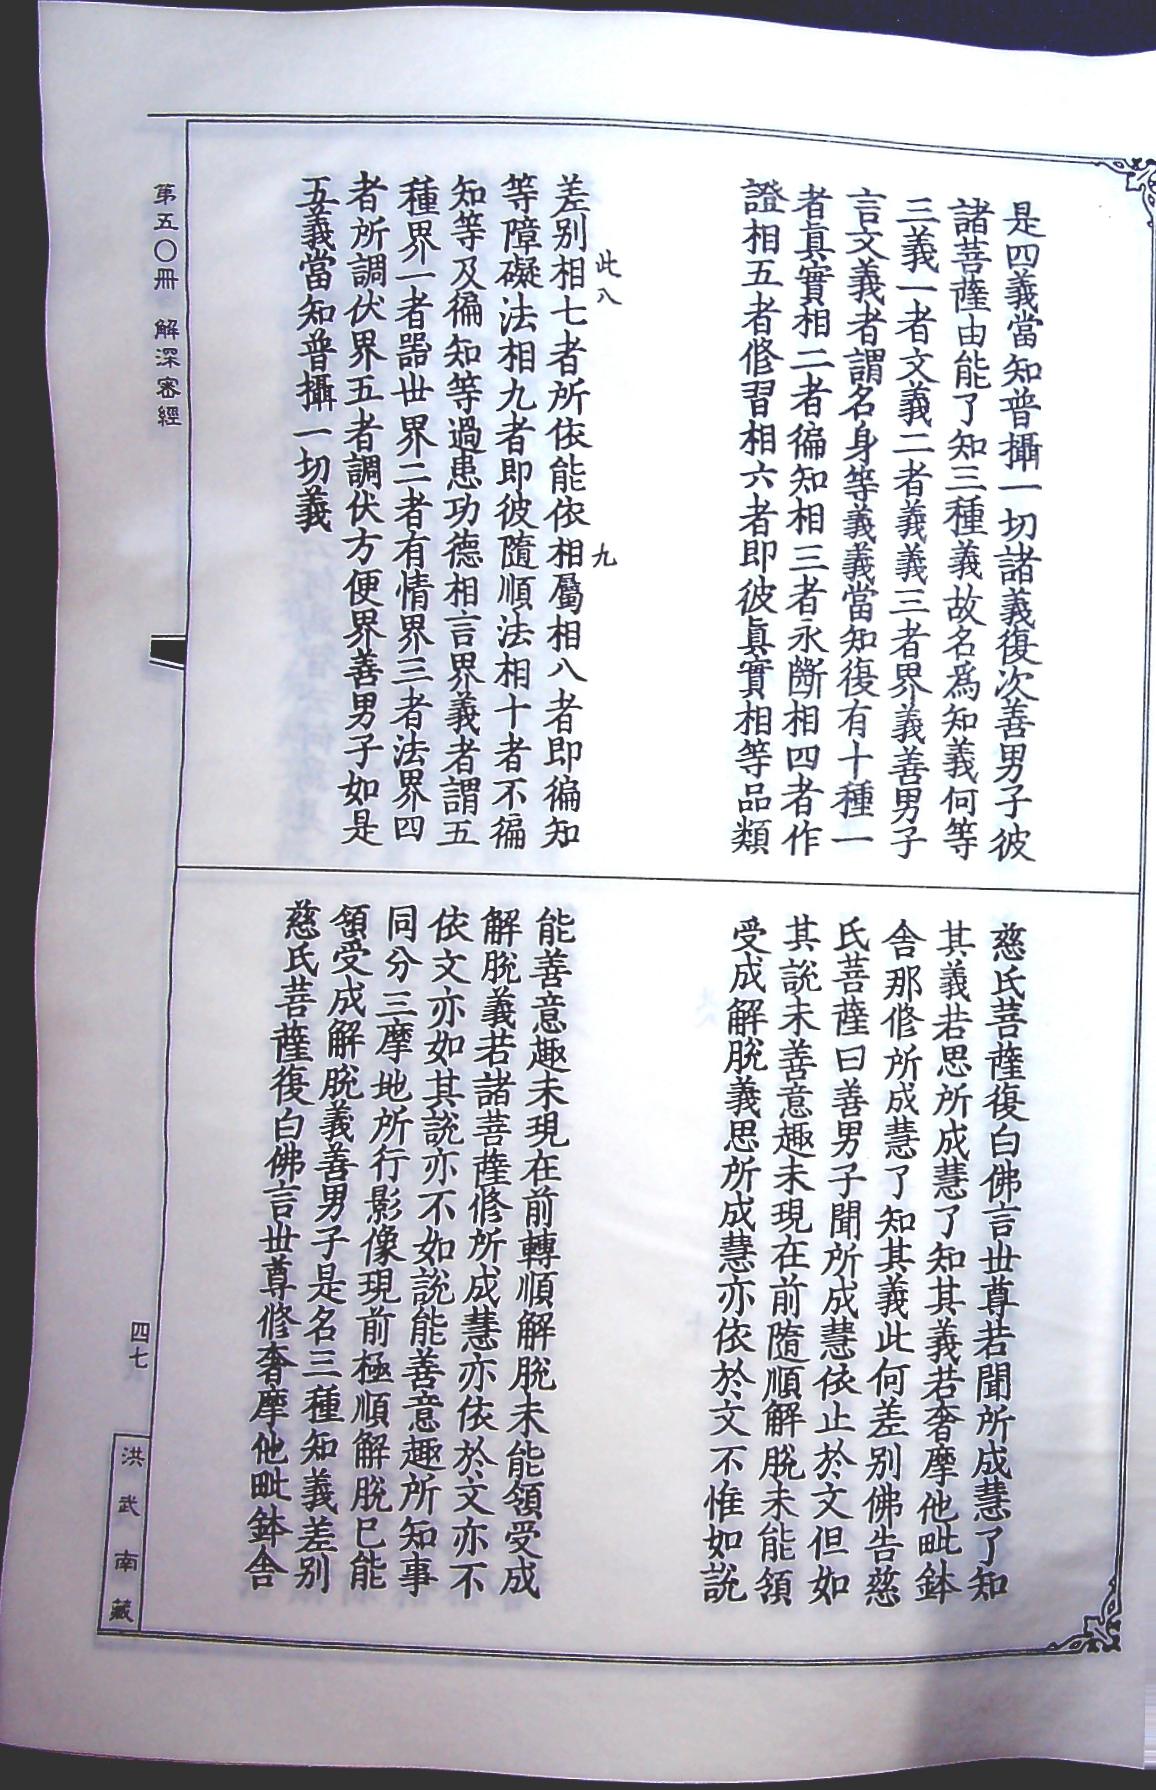 是四義當知普攝一切諸義復次善男子彼
諸菩薩由能了知三種義故名爲知義何等
三義一者文義二者義義三者界義善男子
言文義者謂名身等義義當知復有十種一
者眞實相二者徧知相三者永斷相四者作
證相五者修習相六者即彼眞實相等品類
此八
九
差別相七者所依能依相屬相八者即徧知
等障礙法相九者即彼隨順法相十者不徧
知等及徧知等過患功德相言界義者謂五
種界一者器世界二者有情界三者法界四
者所調伏界五者調伏方便界善男子如是
五義當知普攝一切義
慈氏菩薩復白佛言世尊若聞所成慧了知
其義若思所成慧了知其義若奢摩他毗鉢
舍那修所成慧了知其義此何差別佛告慈
氏菩薩曰善男子聞所成慧依止於文但如
其說未善意趣未現在前隨順解脫未能領
受成解脫義思所成慧亦依於文不惟如說
能善意趣未現在前轉順解脫未能領受成
解脫義若諸菩薩修所成慧亦依於文亦不
依文亦如其說亦不如說能善意趣所知事
同分三摩地所行影像現前極順解脫已能
領受成解脫義善男子是名三種知義差別
慈氏菩薩復白佛言世尊修奢摩他毗鉢舍
第五〇冊 解深密經
四七
洪武南藏